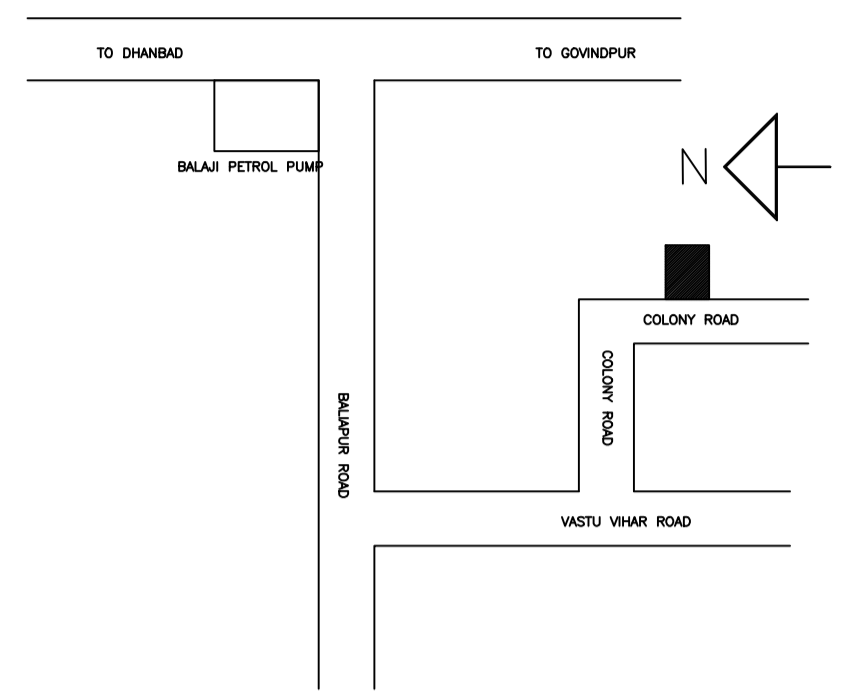 TO DHANBAD
TO GOVINDPUR
BALAJI PETROL PUMP
N
COLONY ROAD
COLONY ROAD
BALIAPUR ROAD
VASTU VIHAR ROAD